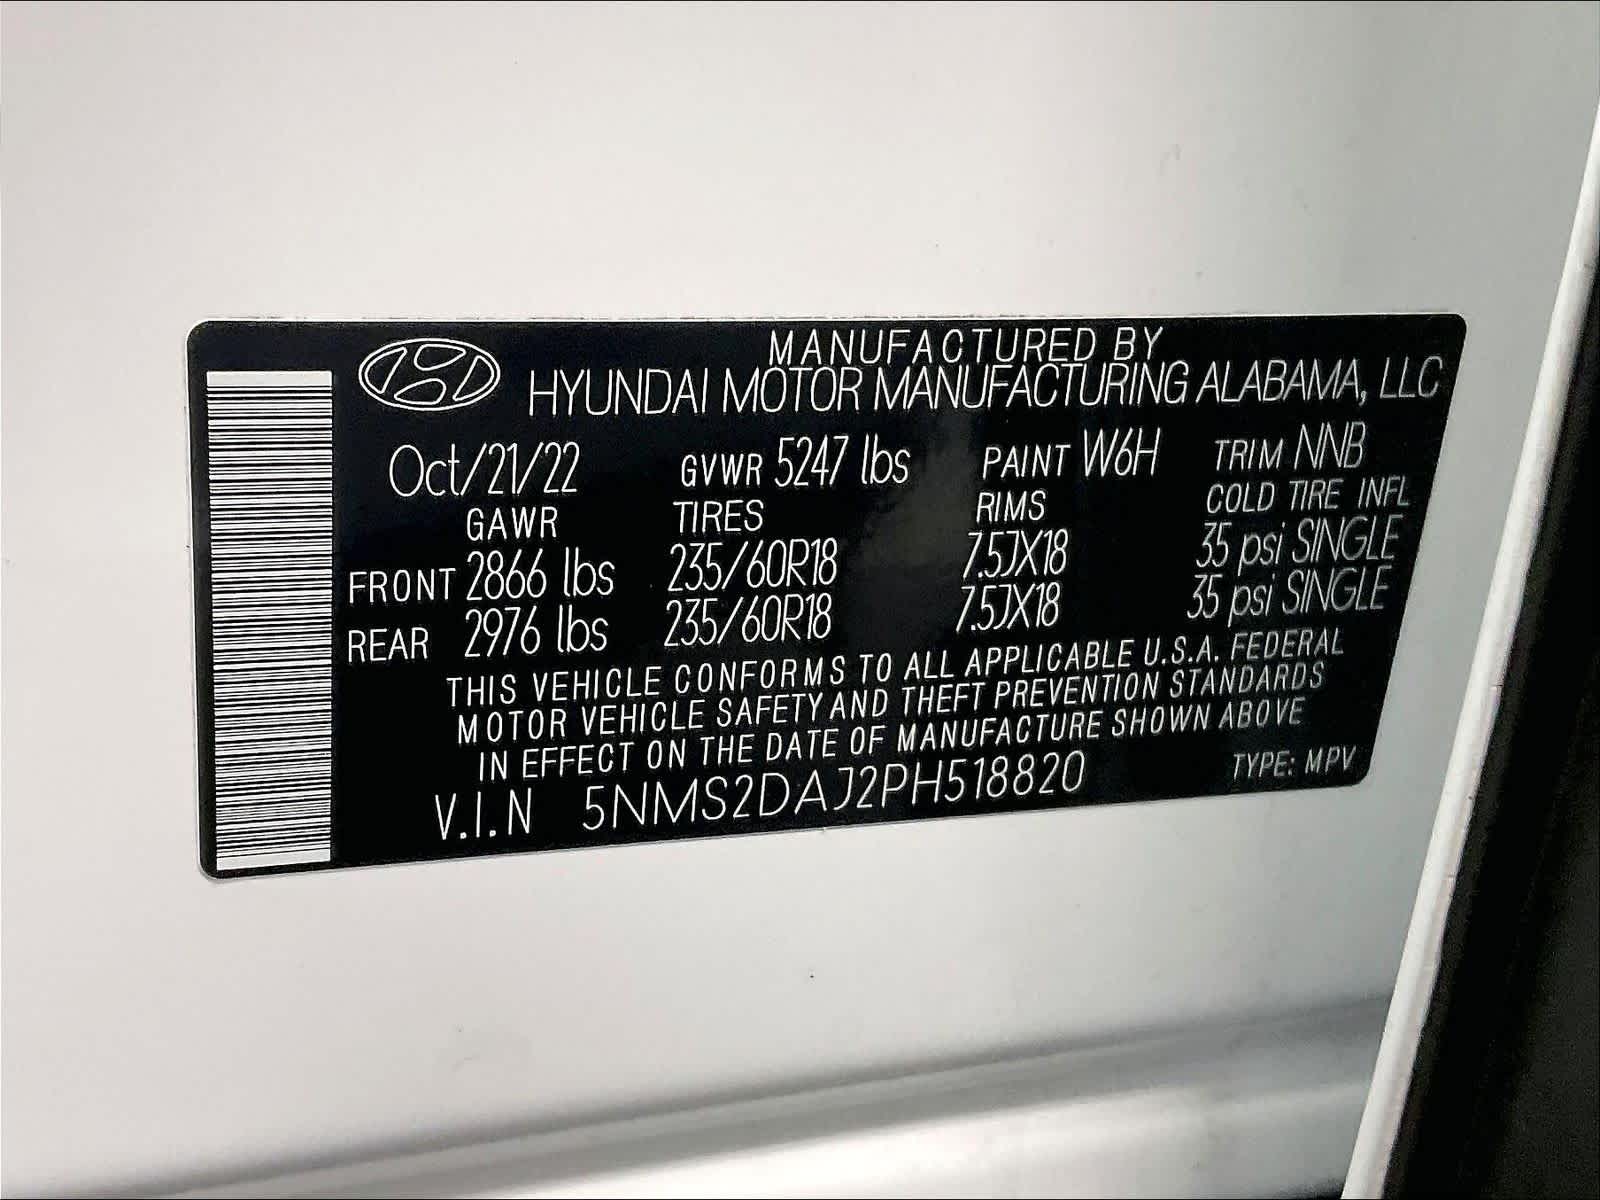 MANUFACTURED BY
HYUNDAI MOTOR MANUFACTURING ALABAMA, LLC
Oct/21/22 GVWR 5247 lbs PAINT W6H TRIM NNB
GAWR TIRES RIMS COLD TIRE INFL
FRONT 2866 lbs 235/60R18 7.5JX18 35 psi SINGLE
REAR 2976 lbs 235/60R18 7.5JX18 35 psi SINGLE
THIS VEHICLE CONFORMS TO ALL APPLICABLE U.S.A. FEDERAL
MOTOR VEHICLE SAFETY AND THEFT PREVENTION STANDARDS
IN EFFECT ON THE DATE OF MANUFACTURE SHOWN ABOVE
V.I.N 5NMS2DAJ2PH518820 TYPE: MPV